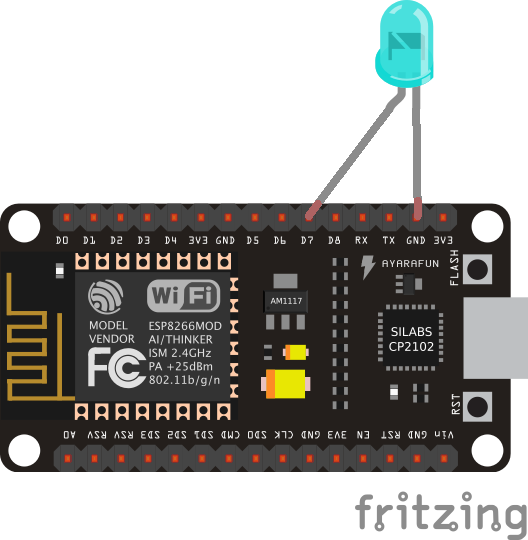 D0 D1 D2 D3 D4 3V3 GND D5 D6 D7 D8 RX TX GND 3V3
AYARAFUN
FLASH
WiFi
AM1117
MODEL
VENDOR
ESP8266MOD
AI/THINKER
ISM 2.4GHz
PA +25dBm
802.11b/g/n
FCC
SILABS
CP2102
RST
A0 RSV RSV SD3 SD2 SD1 CMD SD0 CLK GND 3V3 EN RST GND Vin
fritzing